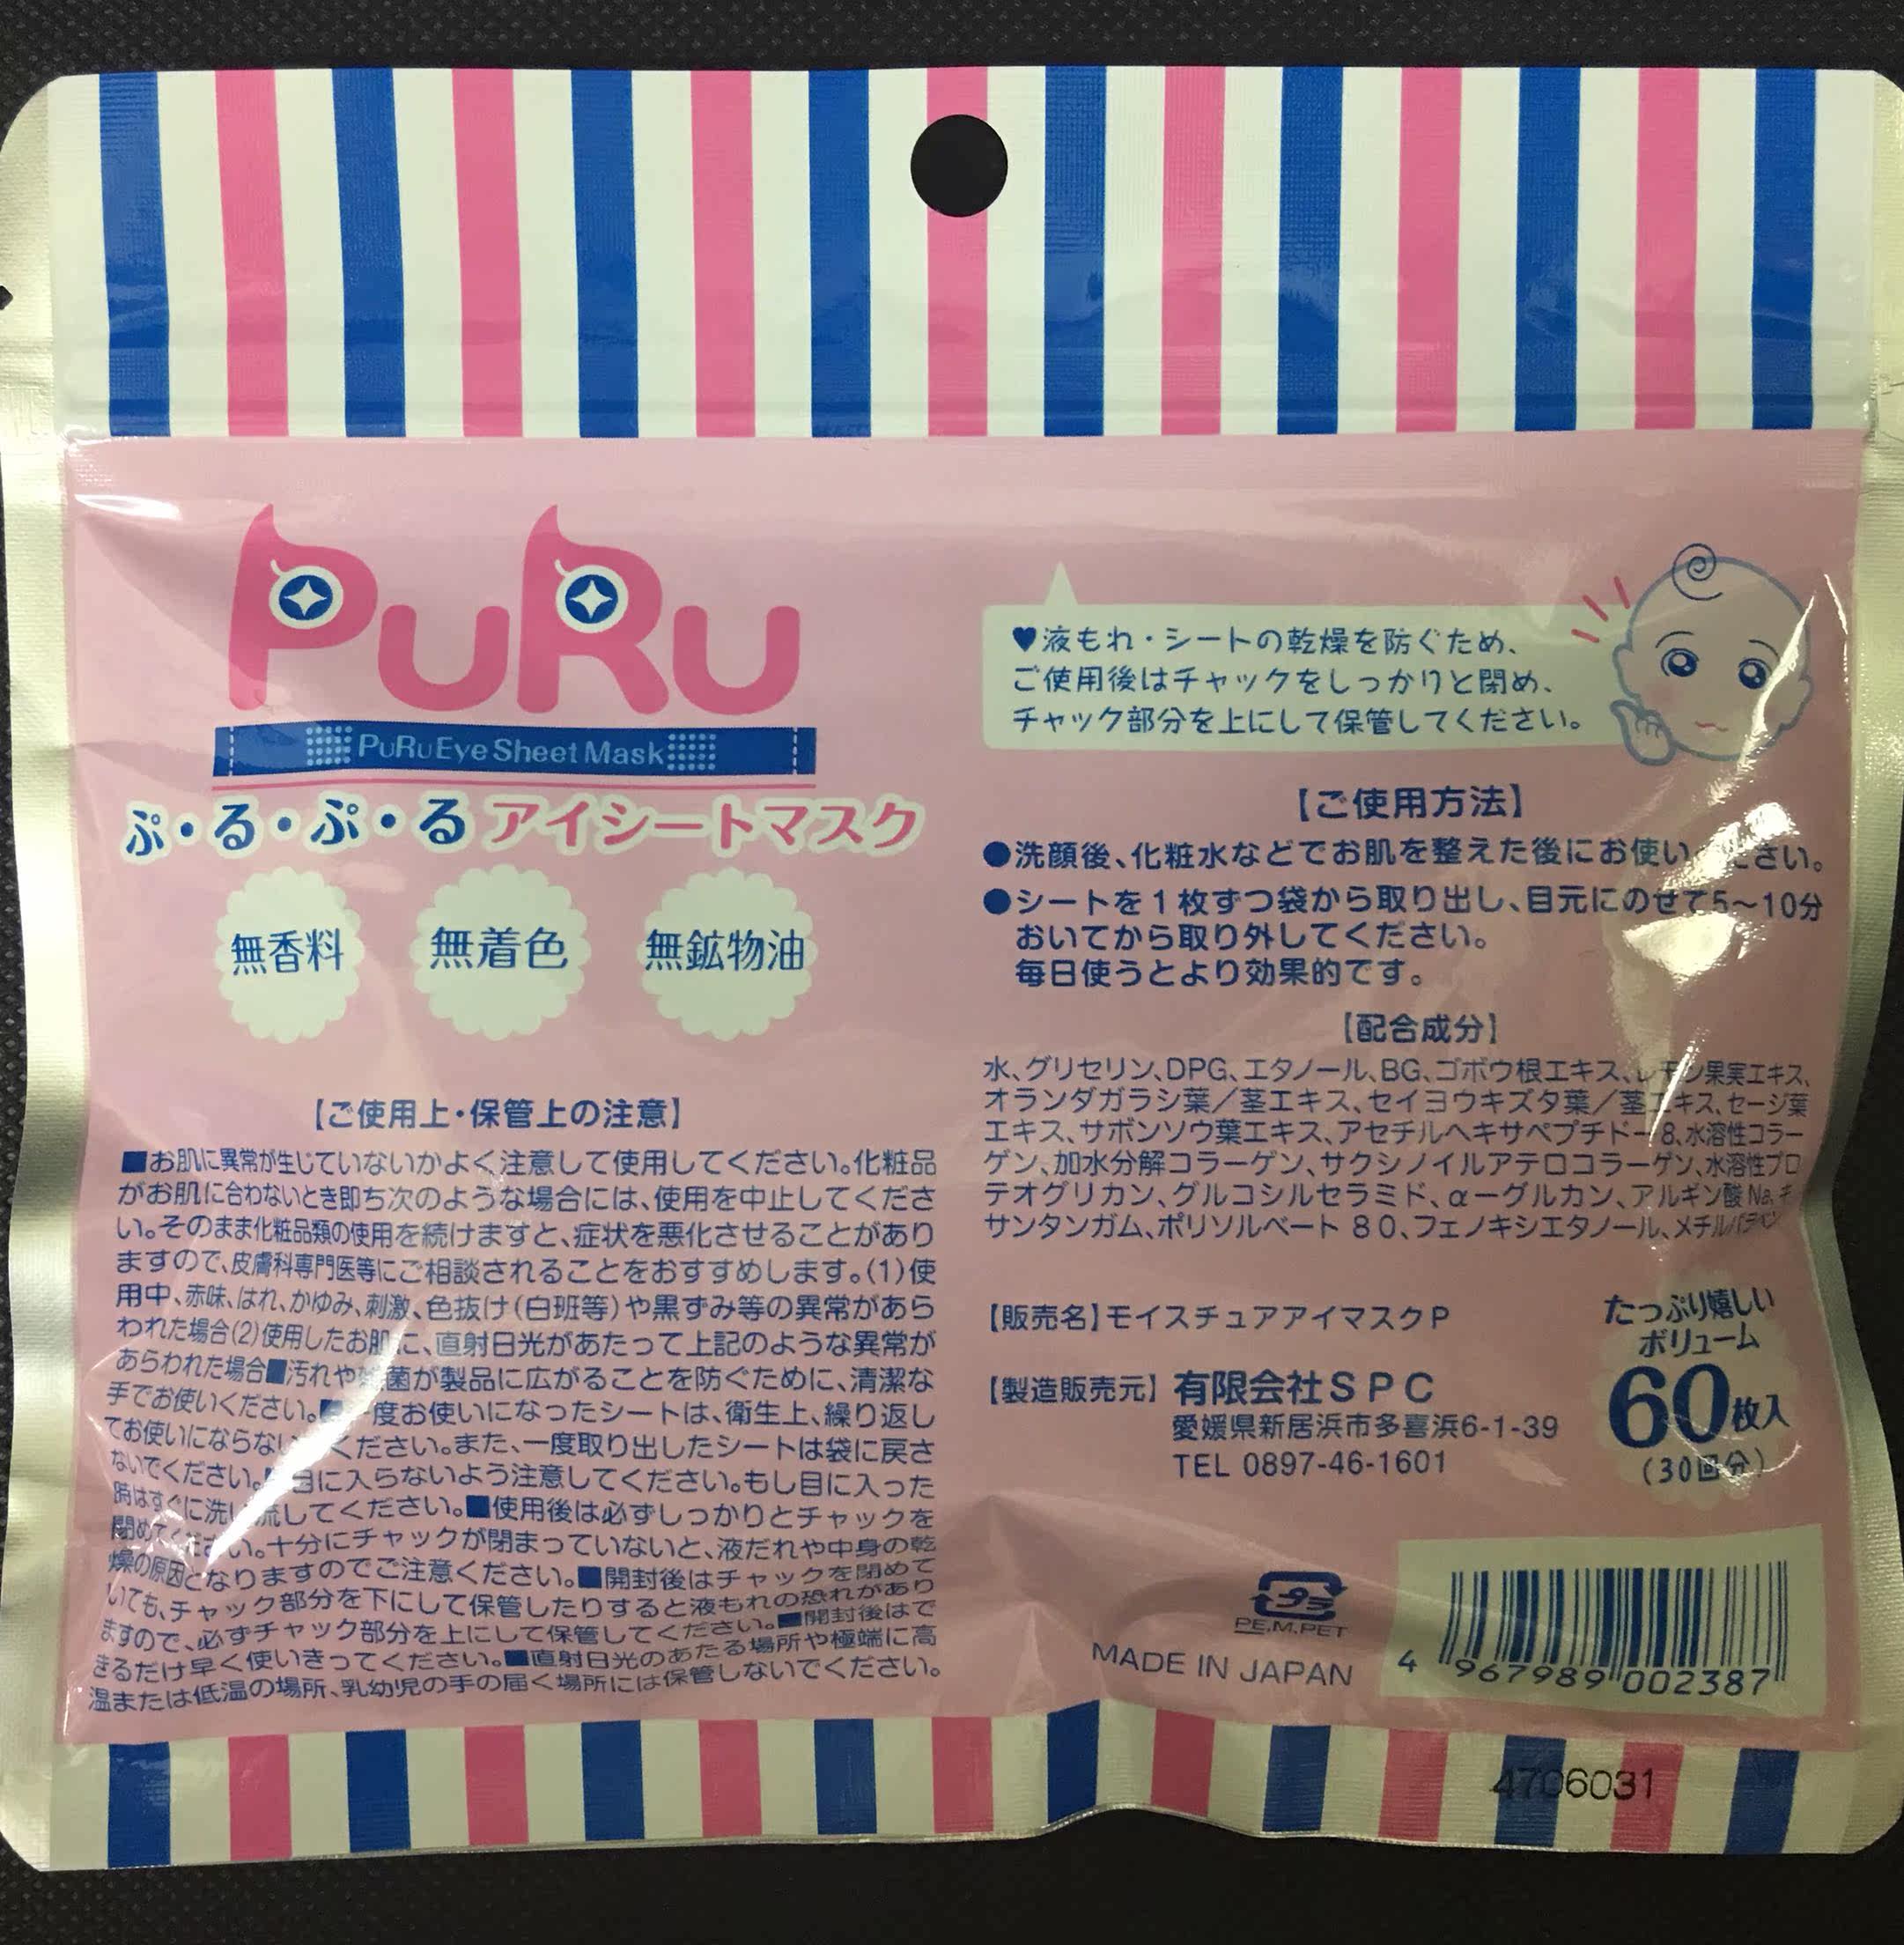 PuRu
PuRu Eye Sheet Mask
ぷ・る・ぷ・る アイシートマスク
無香料
無着色
無鉱物油
【ご使用上・保管上の注意】
■お肌に異常が生じていないかよく注意して使用してください。化粧品
がお肌に合わないとき即ち次のような場合には、使用を中止してくださ
い。そのまま化粧品類の使用を続けますと、症状を悪化させることがあり
ますので、皮膚科専門医等にご相談されることをおすすめします。(1)使
用中、赤味、はれ、かゆみ、刺激、色抜け(白斑等)や黒ずみ等の異常があら
われた場合(2)使用したお肌に、直射日光があたって上記のような異常が
あらわれた場合■汚れや雑菌が製品に広がることを防ぐために、清潔な
手でお使いください。■一度お使いになったシートは、衛生上、繰り返し
てお使いにならないでください。また、一度取り出したシートは袋に戻さ
ないでください。■目に入らないよう注意してください。もし目に入った
時はすぐに洗い流してください。■使用後は必ずしっかりとチャックを
閉めてください。十分にチャックが閉まっていないと、液だれや中身の乾
燥の原因となりますのでご注意ください。■開封後はチャックを閉めて
いても、チャック部分を下にして保管したりすると液もれの恐れがあり
ますので、必ずチャック部分を上にして保管してください。■開封後はで
きるだけ早く使いきってください。■直射日光のあたる場所や極端に高
温または低温の場所、乳幼児の手の届く場所には保管しないでください。
♥液もれ・シートの乾燥を防ぐため、
ご使用後はチャックをしっかりと閉め、
チャック部分を上にして保管してください。
【ご使用方法】
●洗顔後、化粧水などでお肌を整えた後にお使いください。
●シートを1枚ずつ袋から取り出し、目元にのせて5~10分
おいてから取り外してください。
毎日使うとより効果的です。
【配合成分】
水、グリセリン、DPG、エタノール、BG、ゴボウ根エキス、レモン果実エキス、
オランダガラシ葉/茎エキス、セイヨウキズタ葉/茎エキス、セージ葉
エキス、サボンソウ葉エキス、アセチルヘキサペプチド-8、水溶性コラー
ゲン、加水分解コラーゲン、サクシノイルアテロコラーゲン、水溶性プロ
テオグリカン、グルコシルセラミド、α-グルカン、アルギン酸Na、キ
サンタンガム、ポリソルベート80、フェノキシエタノール、メチルパラベン
【販売名】モイスチュアアイマスクP
【製造販売元】有限会社SPC
愛媛県新居浜市多喜浜6-1-39
TEL 0897-46-1601
たっぷり嬉しい
ボリューム
60枚入
(30回分)
プラ
PE,M,PET
MADE IN JAPAN
4 967989 002387
4706031